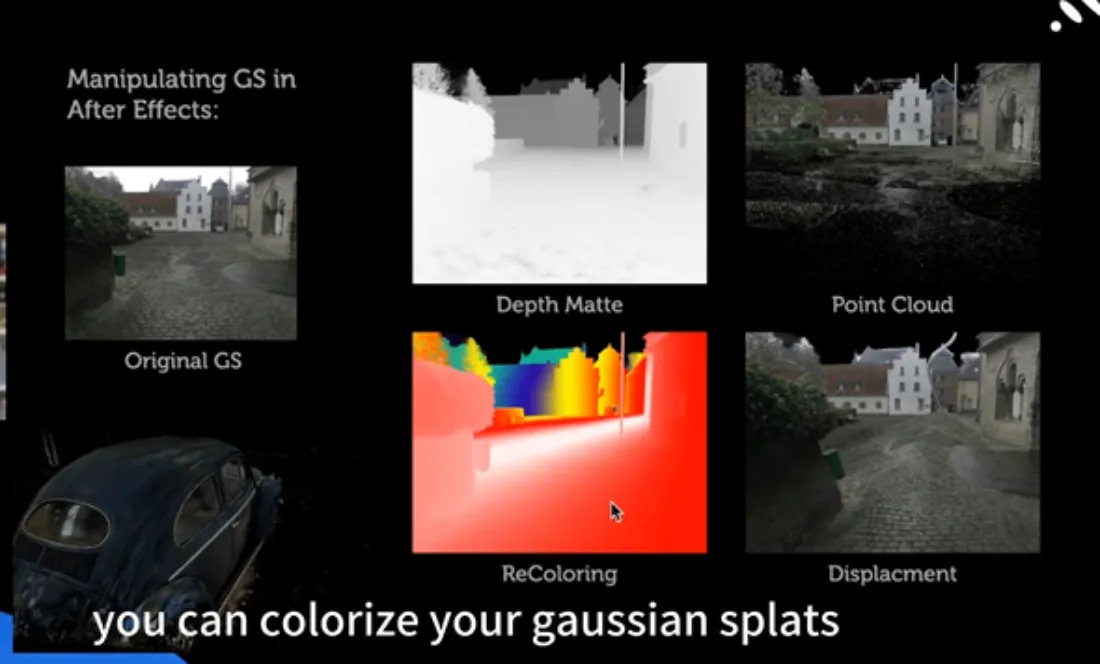 Manipulating GS in
After Effects:
Original GS
Depth Matte
Point Cloud
ReColoring
Displacment
you can colorize your gaussian splats